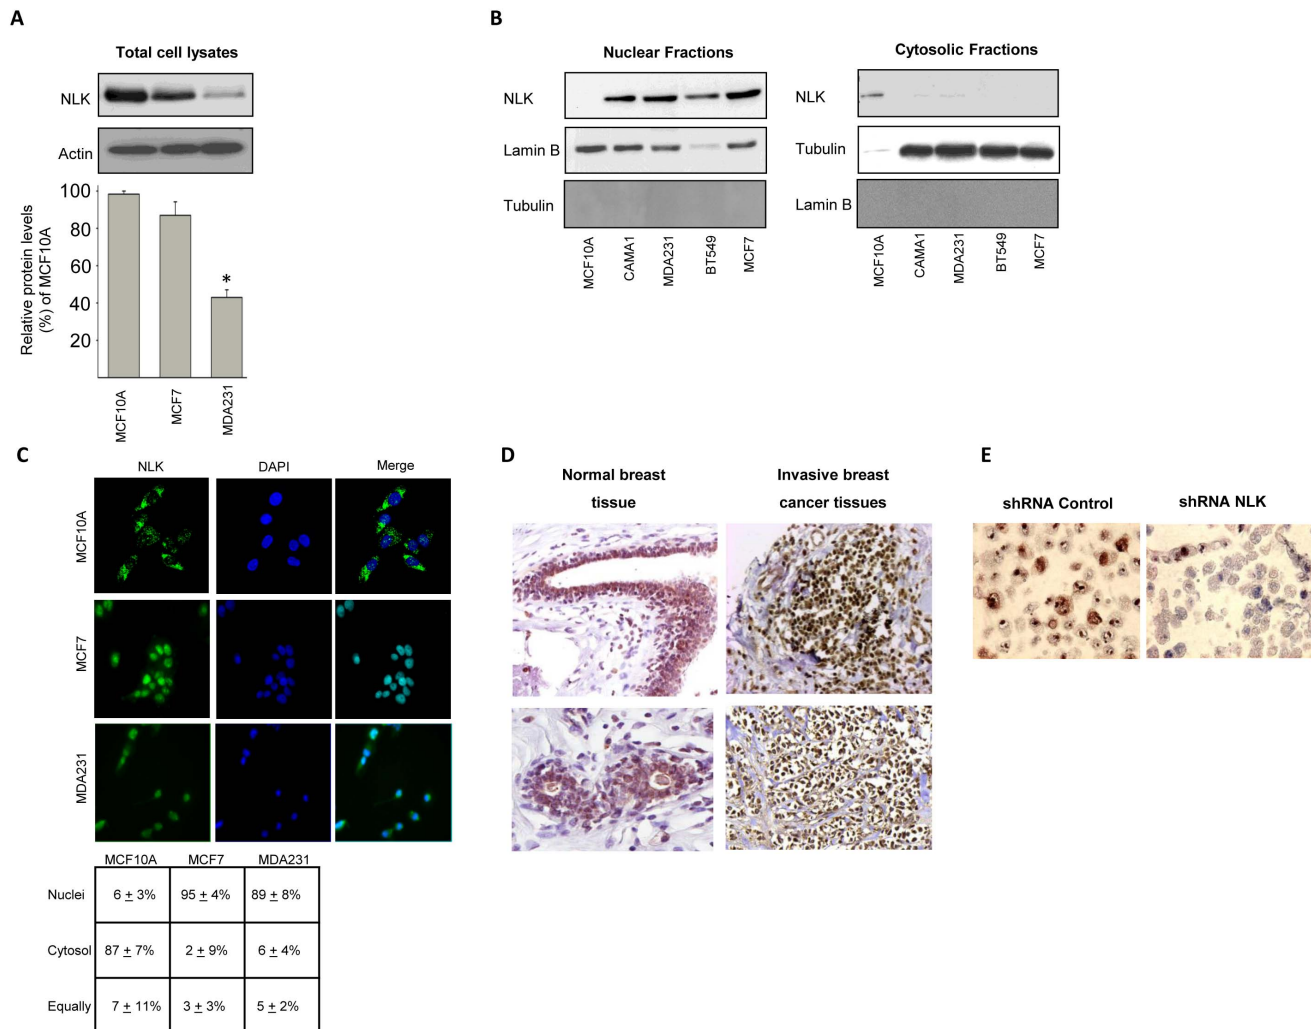 A
Total cell lysates
NLK
Actin
100
80
60
40
20
*
Relative protein levels
(%) of MCF10A
MCF10A
MCF7
MDA231
B
Nuclear Fractions
NLK
Lamin B
Tubulin
MCF10A
CAMA1
MDA231
BT549
MCF7
Cytosolic Fractions
NLK
Tubulin
Lamin B
MCF10A
CAMA1
MDA231
BT549
MCF7
C
NLK DAPI Merge
MCF10A
MCF7
MDA231
MCF10A MCF7 MDA231
Nuclei 6 ± 3% 95 ± 4% 89 ± 8%
Cytosol 87 ± 7% 2 ± 9% 6 ± 4%
Equally 7 ± 11% 3 ± 3% 5 ± 2%
D
Normal breast
tissue
Invasive breast
cancer tissues
E
shRNA Control
shRNA NLK